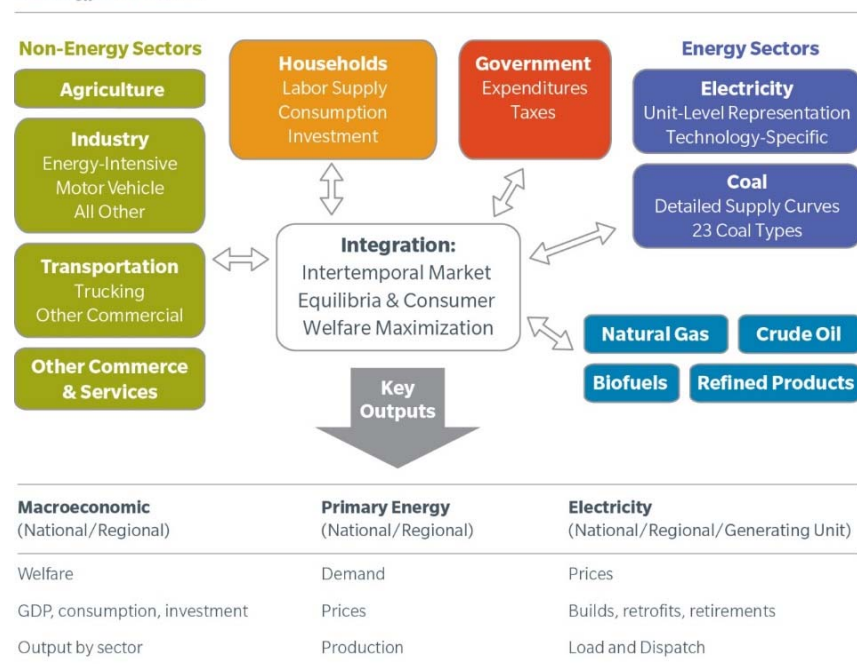 Non-Energy Sectors
Agriculture
Industry
Energy-Intensive
Motor Vehicle
All Other
Transportation
Trucking
Other Commercial
Other Commerce
& Services
Households
Labor Supply
Consumption
Investment
Government
Expenditures
Taxes
Energy Sectors
Electricity
Unit-Level Representation
Technology-Specific
Coal
Detailed Supply Curves
23 Coal Types
Integration:
Intertemporal Market
Equilibria & Consumer
Welfare Maximization
Natural Gas
Crude Oil
Biofuels
Refined Products
Key
Outputs
Macroeconomic
(National/Regional)
Welfare
GDP, consumption, investment
Output by sector
Primary Energy
(National/Regional)
Demand
Prices
Production
Electricity
(National/Regional/Generating Unit)
Prices
Builds, retrofits, retirements
Load and Dispatch